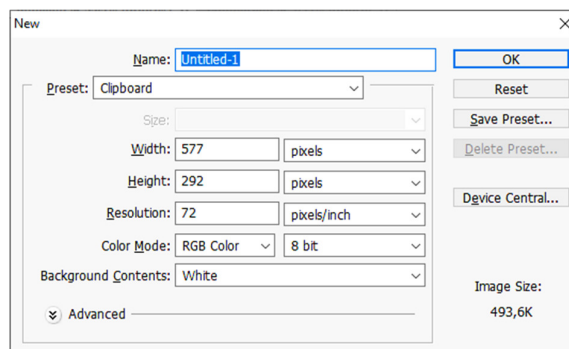 New
Name: Untitled-1
OK
Preset: Clipboard
Reset
Size:
Save Preset...
Width: 577 pixels
Delete Preset...
Height: 292 pixels
Device Central...
Resolution: 72 pixels/inch
Color Mode: RGB Color 8 bit
Background Contents: White
Image Size:
493,6K
Advanced